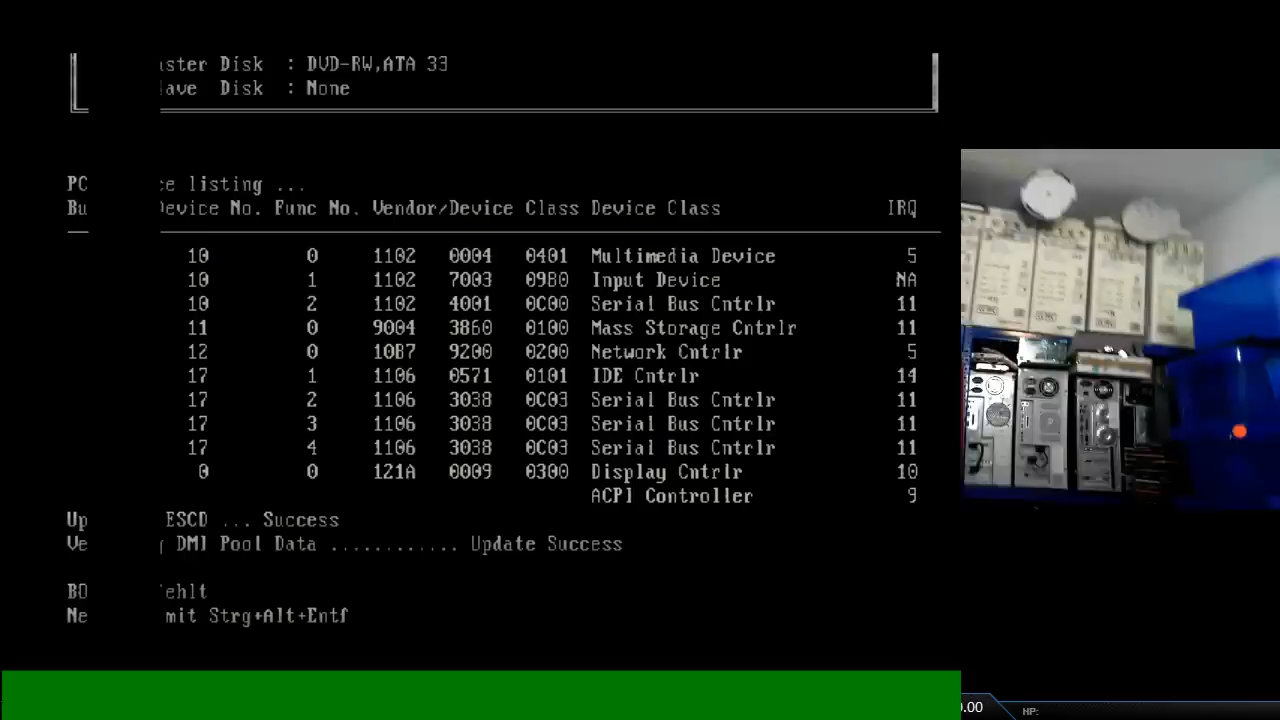 ster Disk : DVD-RW,ATA 33
lave Disk : None
PC ce listing ...
Bu Device No. Func No. Vendor/Device Class Device Class IRQ
10 0 1102 0004 0401 Multimedia Device 5
10 1 1102 7003 0980 Input Device NA
10 2 1102 4001 0C00 Serial Bus Cntrlr 11
11 0 9004 3860 0100 Mass Storage Cntrlr 11
12 0 10B7 9200 0200 Network Cntrlr 5
17 1 1106 0571 0101 IDE Cntrlr 14
17 2 1106 3038 0C03 Serial Bus Cntrlr 11
17 3 1106 3038 0C03 Serial Bus Cntrlr 11
17 4 1106 3038 0C03 Serial Bus Cntrlr 11
0 0 121A 0009 0300 Display Cntrlr 10
ACPI Controller 9
Up ESCD ... Success
Ve DMI Pool Data ............ Update Success
BO ehlt
Ne mit Strg+Alt+Entf
.00 HP: